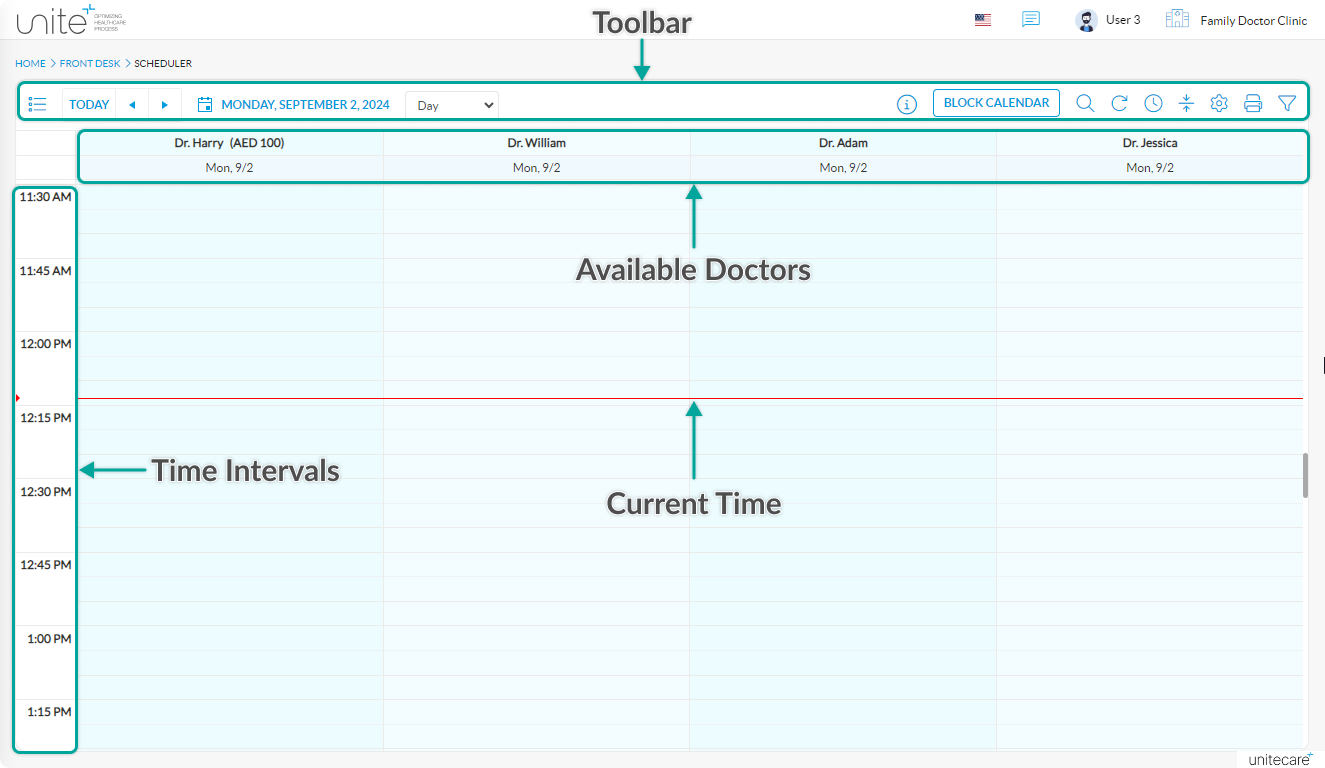 unite
OPTIMIZING
HEALTHCARE
PROCESS
Toolbar
User 3
Family Doctor Clinic
HOME > FRONT DESK > SCHEDULER
TODAY
MONDAY, SEPTEMBER 2, 2024
Day
BLOCK CALENDAR
Dr. Harry (AED 100)
Dr. William
Dr. Adam
Dr. Jessica
Mon, 9/2
Mon, 9/2
Mon, 9/2
Mon, 9/2
11:30 AM
Available Doctors
11:45 AM
12:00 PM
12:15 PM
Time Intervals
12:30 PM
Current Time
12:45 PM
1:00 PM
1:15 PM
unitecare